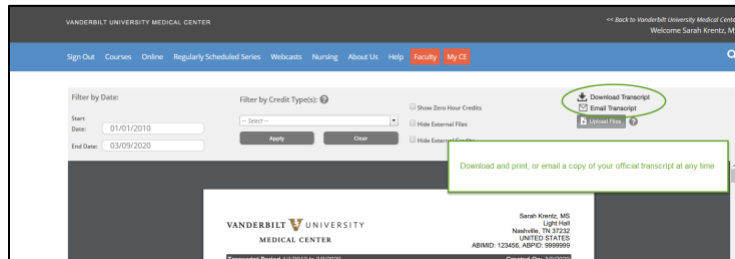 VANDERBILT UNIVERSITY MEDICAL CENTER
<< Back to Vanderbilt University Medical Cente
Welcome Sarah Krentz, M
Sign Out Courses Online Regularly Scheduled Series Webcasts Nursing About Us Help Faculty My CE
Filter by Date:
Start
Date: 01/01/2010
End Date: 03/09/2020
Filter by Credit Type(s):
-- Select --
Apply Clear
Show Zero Hour Credits
Hide External Files
Hide External Credits
Download Transcript
Email Transcript
Upload Files
Download and print, or email a copy of your official transcript at any time
VANDERBILT UNIVERSITY
MEDICAL CENTER
Sarah Krentz, MS
Light Hall
Nashville, TN 37232
UNITED STATES
ABIMID: 123456, ABPID: 9999999